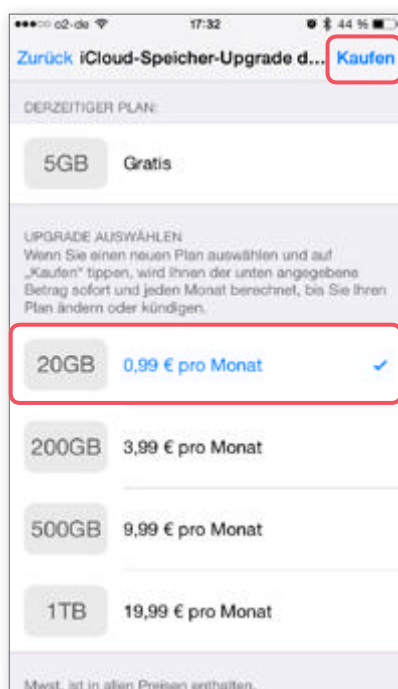 o2-de 17:32 44 %
Zurück iCloud-Speicher-Upgrade d... Kaufen
DERZEITIGER PLAN:
5GB Gratis
UPGRADE AUSWÄHLEN
Wenn Sie einen neuen Plan auswählen und auf
„Kaufen“ tippen, wird Ihnen der unten angegebene
Betrag sofort und jeden Monat berechnet, bis Sie Ihren
Plan ändern oder kündigen.
20GB 0,99 € pro Monat
200GB 3,99 € pro Monat
500GB 9,99 € pro Monat
1TB 19,99 € pro Monat
Mwst. ist in allen Preisen enthalten.